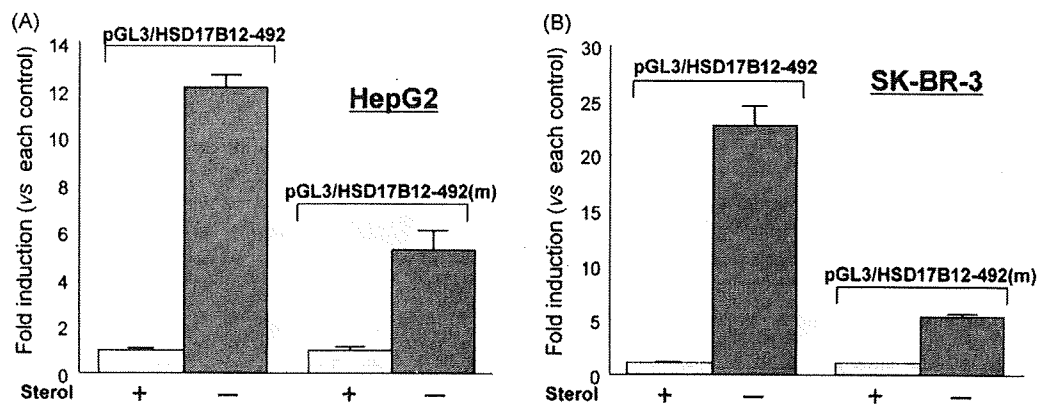 (A)
pGL3/HSD17B12-492
HepG2
pGL3/HSD17B12-492(m)
Fold induction (vs each control)
14
12
10
8
6
4
2
0
Sterol + — + —
(B)
pGL3/HSD17B12-492
SK-BR-3
pGL3/HSD17B12-492(m)
Fold induction (vs each control)
30
25
20
15
10
5
0
Sterol + — + —